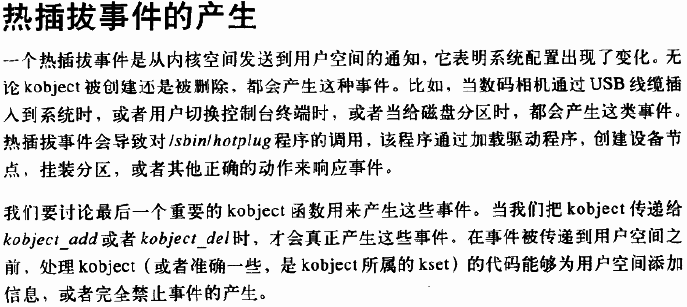 热插拔事件的产生
一个热插拔事件是从内核空间发送到用户空间的通知，它表明系统配置出现了变化。无
论 kobject 被创建还是被删除，都会产生这种事件。比如，当数码相机通过 USB 线缆插
入到系统时，或者用户切换控制台终端时，或者当给磁盘分区时，都会产生这类事件。
热插拔事件会导致对 /sbin/hotplug 程序的调用，该程序通过加载驱动程序，创建设备节
点，挂装分区，或者其他正确的动作来响应事件。
我们要讨论最后一个重要的 kobject 函数用来产生这些事件。当我们把 kobject 传递给
kobject_add 或者 kobject_del 时，才会真正产生这些事件。在事件被传递到用户空间之
前，处理 kobject（或者准确一些，是 kobject 所属的 kset）的代码能够为用户空间添加
信息，或者完全禁止事件的产生。